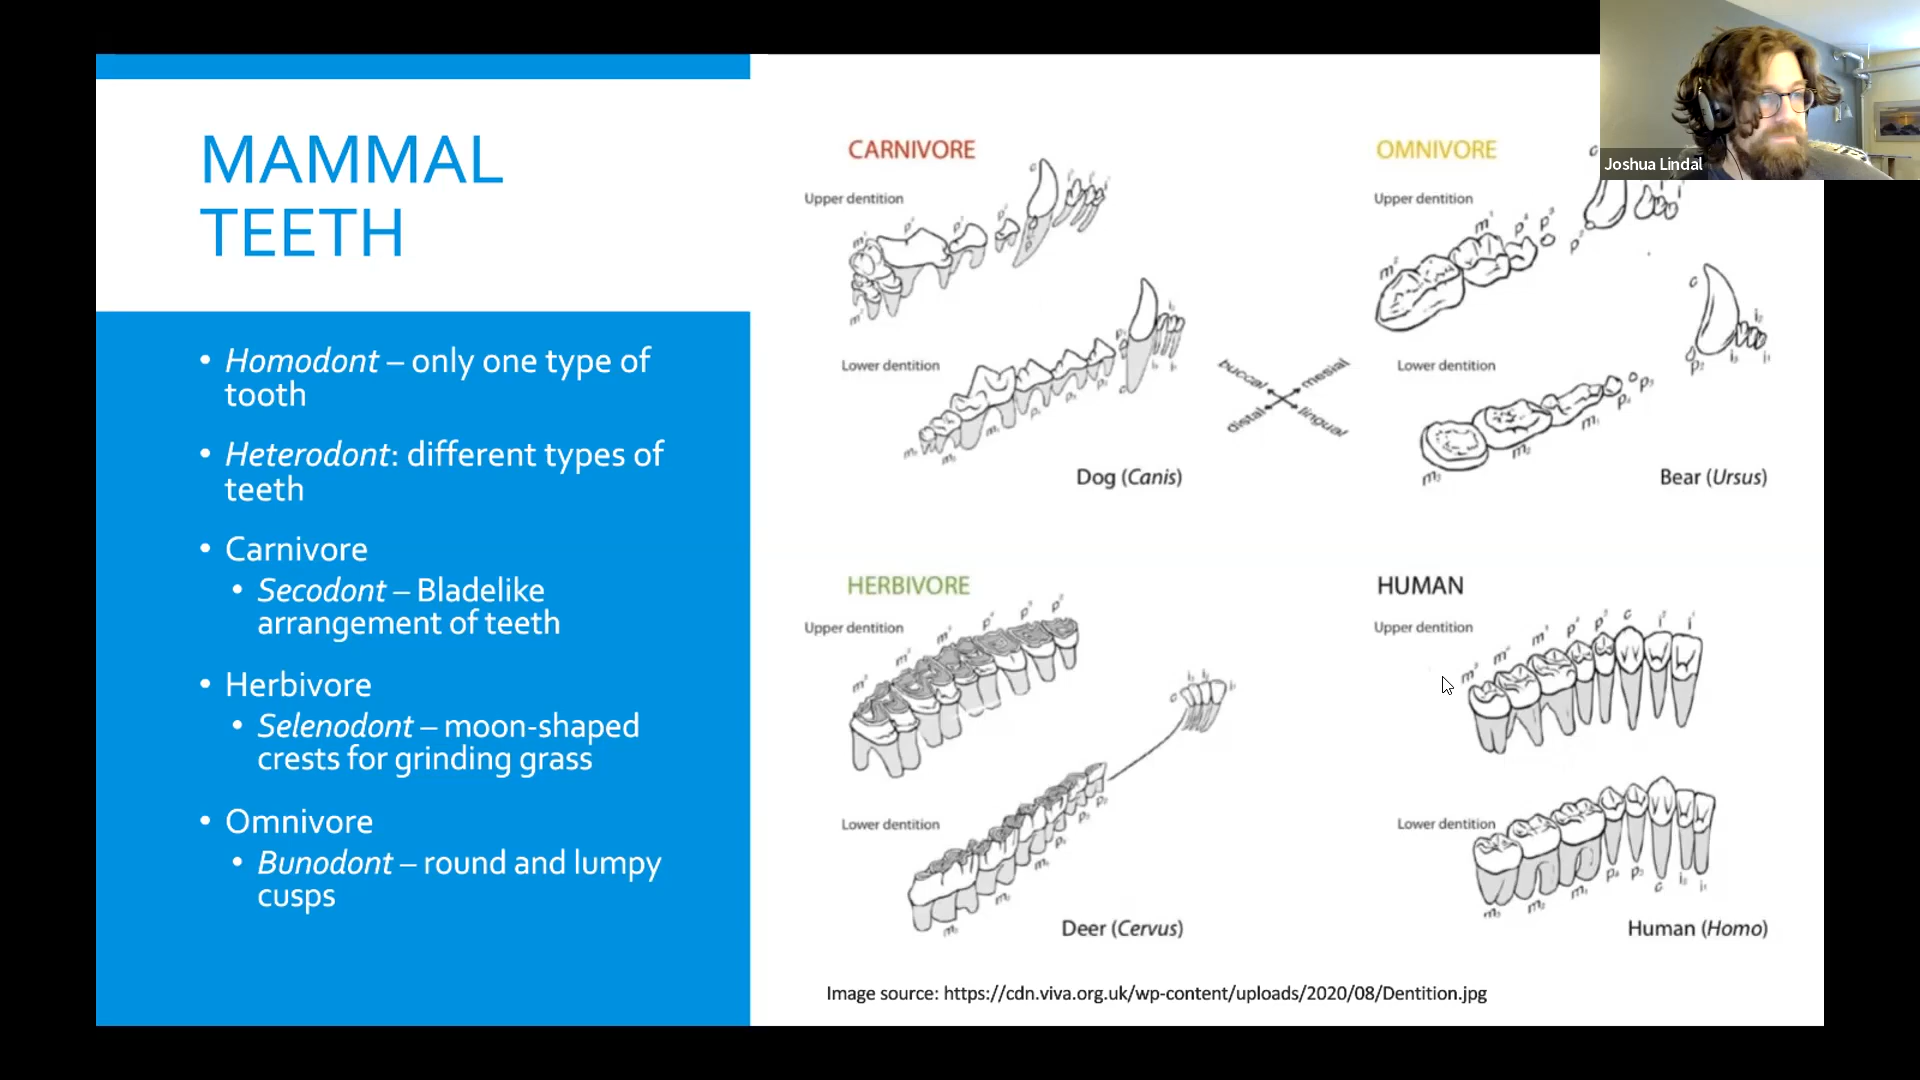 MAMMAL
TEETH
• Homodont – only one type of
tooth
• Heterodont: different types of
teeth
• Carnivore
• Secodont – Bladelike
arrangement of teeth
• Herbivore
• Selenodont – moon-shaped
crests for grinding grass
• Omnivore
• Bunodont – round and lumpy
cusps
CARNIVORE
Upper dentition
Lower dentition
Dog (Canis)
buccal
mesial
distal
lingual
OMNIVORE
Upper dentition
Lower dentition
Bear (Ursus)
HERBIVORE
Upper dentition
Lower dentition
Deer (Cervus)
HUMAN
Upper dentition
Lower dentition
Human (Homo)
Image source: https://cdn.viva.org.uk/wp-content/uploads/2020/08/Dentition.jpg
Joshua Lindal